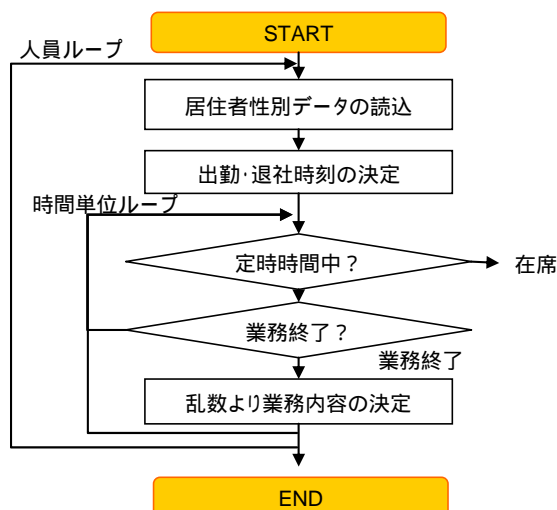 START
人員ループ
居住者性別データの読込
出勤・退社時刻の決定
時間単位ループ
定時時間中？
在席
業務終了？
業務終了
乱数より業務内容の決定
END